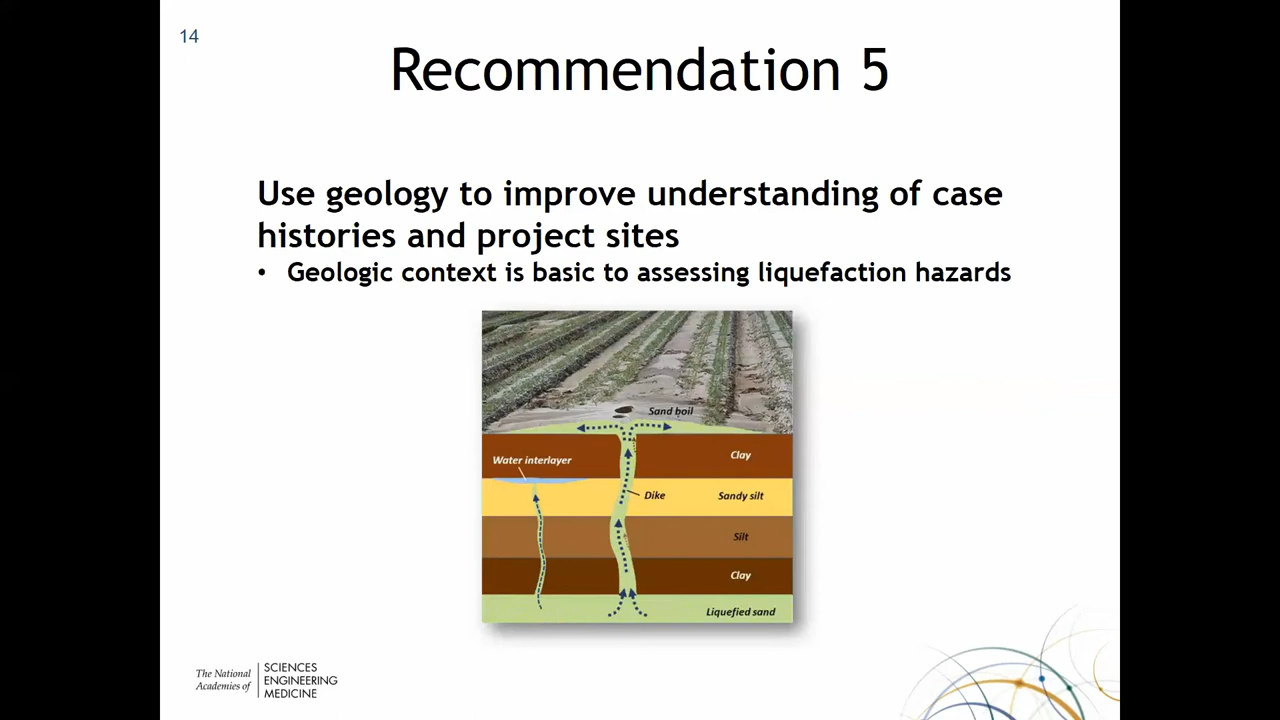 14
Recommendation 5
Use geology to improve understanding of case
histories and project sites
• Geologic context is basic to assessing liquefaction hazards
Sand boil
Clay
Water interlayer
Dike
Sandy silt
Silt
Clay
Liquefied sand
The National
Academies of
SCIENCES
ENGINEERING
MEDICINE